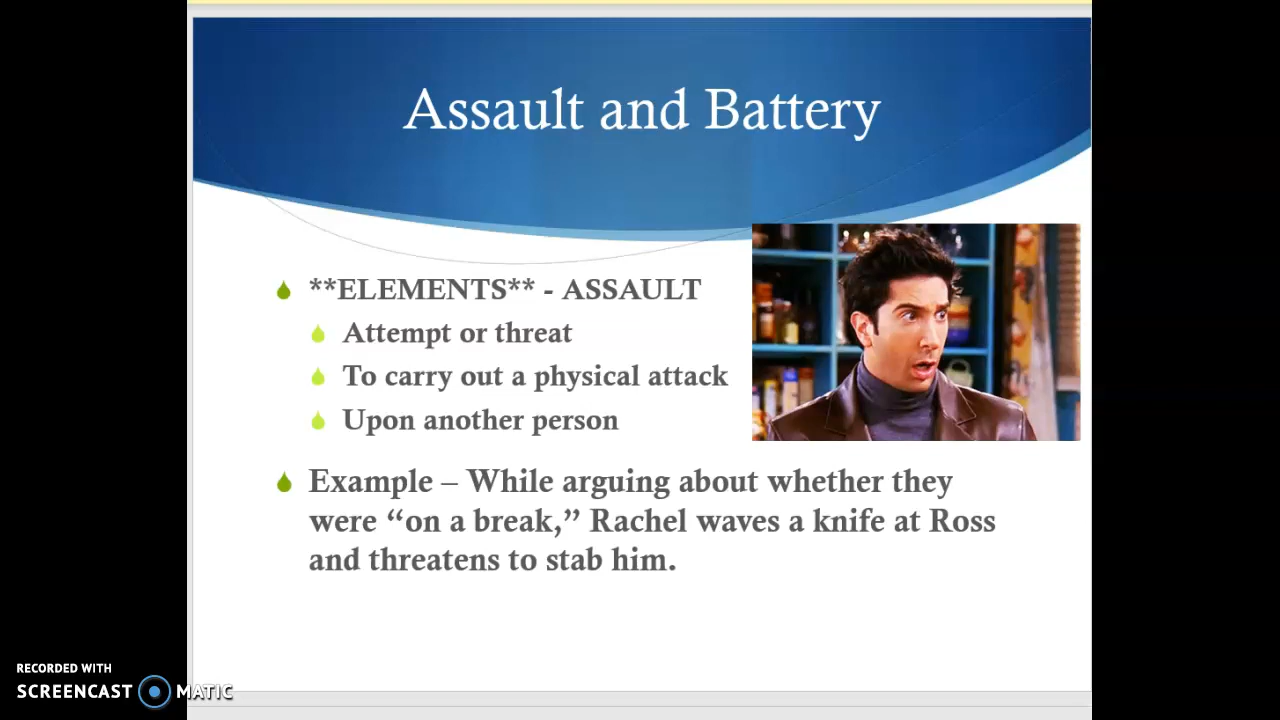 Assault and Battery
**ELEMENTS** - ASSAULT
Attempt or threat
To carry out a physical attack
Upon another person
Example – While arguing about whether they
were “on a break,” Rachel waves a knife at Ross
and threatens to stab him.
RECORDED WITH
SCREENCAST MATIC